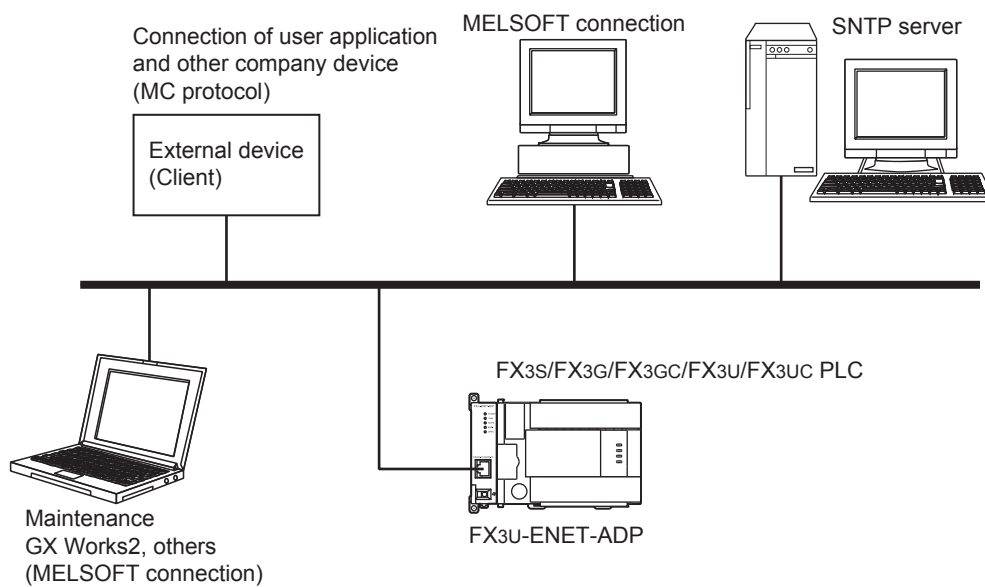 Connection of user application
and other company device
(MC protocol)
External device
(Client)
MELSOFT connection
SNTP server
FX3S/FX3G/FX3GC/FX3U/FX3UC PLC
FX3U-ENET-ADP
Maintenance
GX Works2, others
(MELSOFT connection)